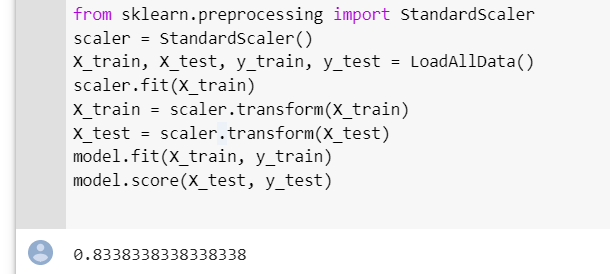 from sklearn.preprocessing import StandardScaler
scaler = StandardScaler()
X_train, X_test, y_train, y_test = LoadAllData()
scaler.fit(X_train)
X_train = scaler.transform(X_train)
X_test = scaler.transform(X_test)
model.fit(X_train, y_train)
model.score(X_test, y_test)
0.8338338338338338